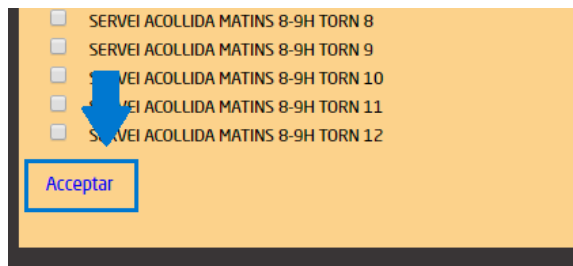 SERVEI ACOLLIDA MATINS 8-9H TORN 8
SERVEI ACOLLIDA MATINS 8-9H TORN 9
SERVEI ACOLLIDA MATINS 8-9H TORN 10
SERVEI ACOLLIDA MATINS 8-9H TORN 11
SERVEI ACOLLIDA MATINS 8-9H TORN 12
Acceptar